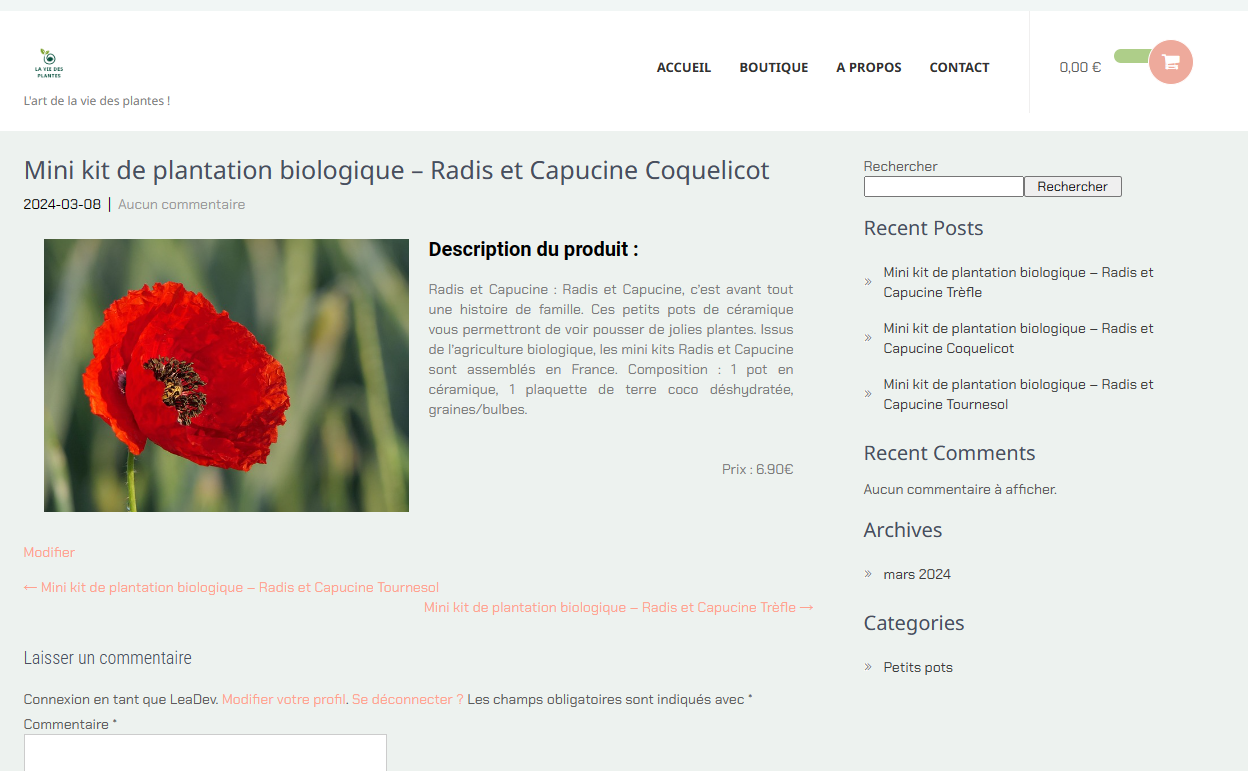 LA VIE DES
PLANTES
L'art de la vie des plantes !
ACCUEIL BOUTIQUE A PROPOS CONTACT
0,00 €
Mini kit de plantation biologique – Radis et Capucine Coquelicot
2024-03-08 | Aucun commentaire
Description du produit :
Radis et Capucine : Radis et Capucine, c'est avant tout
une histoire de famille. Ces petits pots de céramique
vous permettront de voir pousser de jolies plantes. Issus
de l'agriculture biologique, les mini kits Radis et Capucine
sont assemblés en France. Composition : 1 pot en
céramique, 1 plaquette de terre coco déshydratée,
graines/bulbes.
Prix : 6.90€
Modifier
← Mini kit de plantation biologique – Radis et Capucine Tournesol
Mini kit de plantation biologique – Radis et Capucine Trèfle →
Laisser un commentaire
Connexion en tant que LeaDev. Modifier votre profil. Se déconnecter ? Les champs obligatoires sont indiqués avec *
Commentaire *
Rechercher
Rechercher
Recent Posts
» Mini kit de plantation biologique – Radis et
Capucine Trèfle
» Mini kit de plantation biologique – Radis et
Capucine Coquelicot
» Mini kit de plantation biologique – Radis et
Capucine Tournesol
Recent Comments
Aucun commentaire à afficher.
Archives
» mars 2024
Categories
» Petits pots